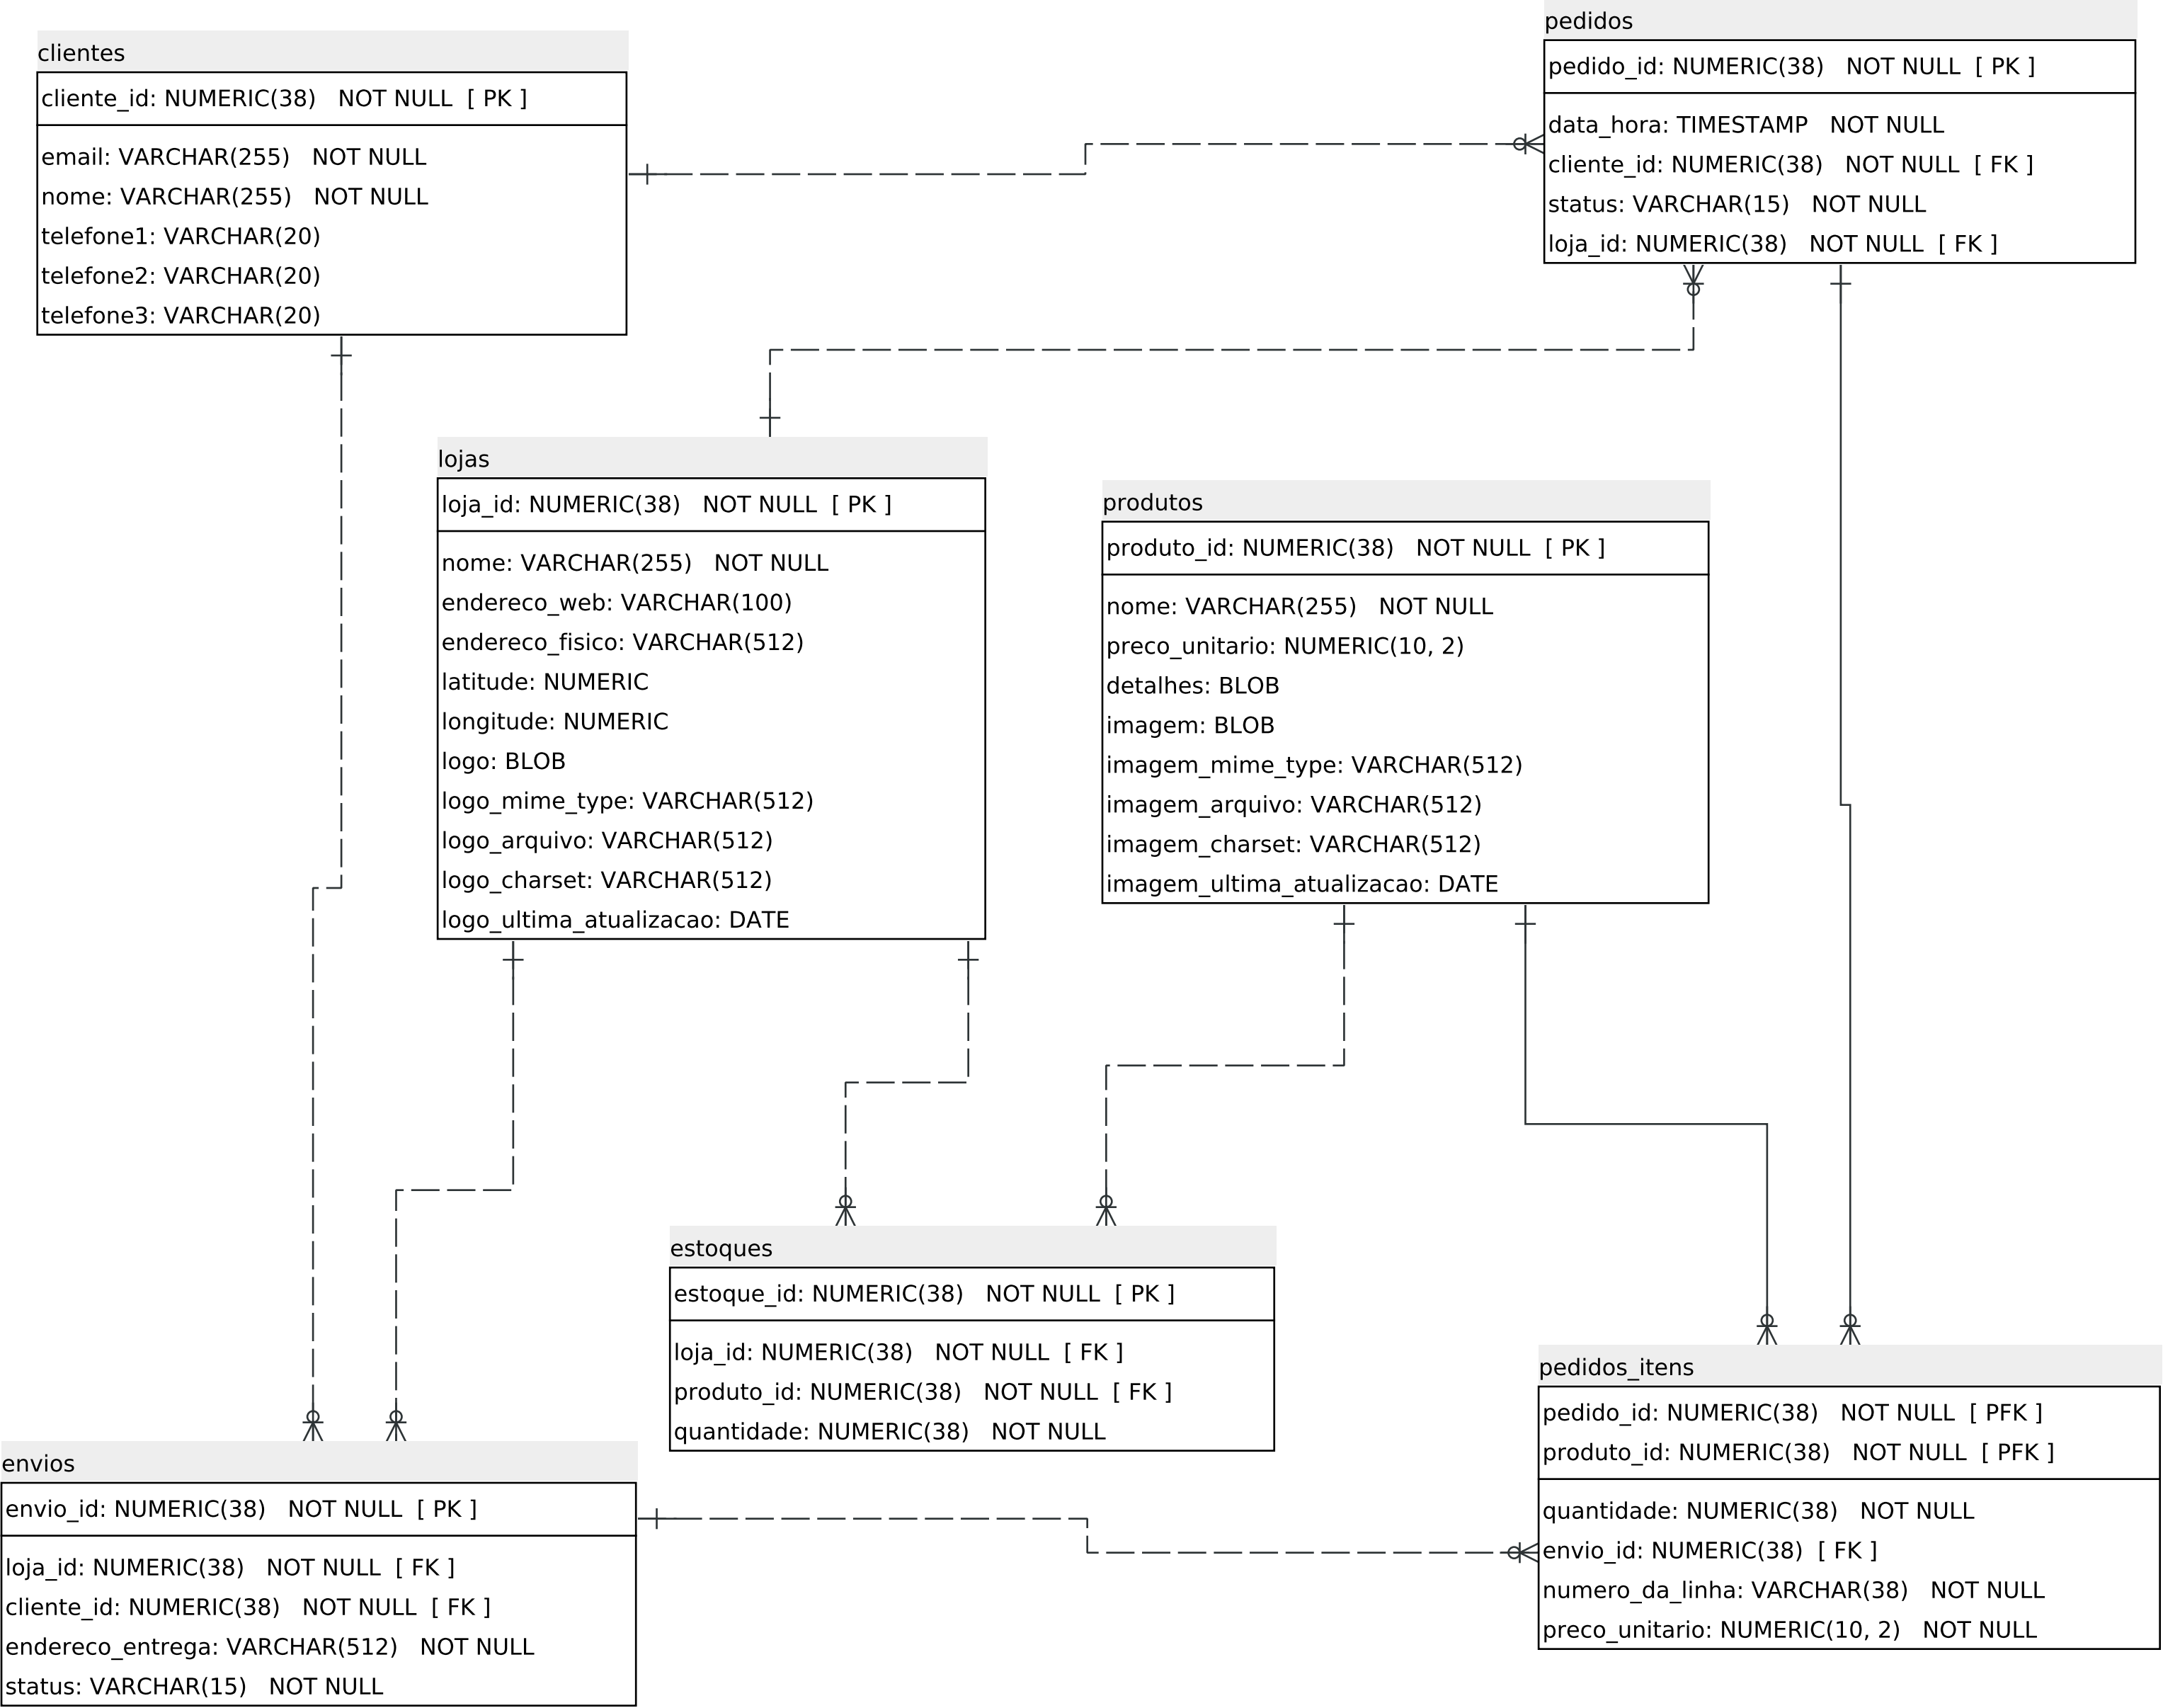 clientes
cliente_id: NUMERIC(38) NOT NULL [ PK ]
email: VARCHAR(255) NOT NULL
nome: VARCHAR(255) NOT NULL
telefone1: VARCHAR(20)
telefone2: VARCHAR(20)
telefone3: VARCHAR(20)
pedidos
pedido_id: NUMERIC(38) NOT NULL [ PK ]
data_hora: TIMESTAMP NOT NULL
cliente_id: NUMERIC(38) NOT NULL [ FK ]
status: VARCHAR(15) NOT NULL
loja_id: NUMERIC(38) NOT NULL [ FK ]
lojas
loja_id: NUMERIC(38) NOT NULL [ PK ]
nome: VARCHAR(255) NOT NULL
endereco_web: VARCHAR(100)
endereco_fisico: VARCHAR(512)
latitude: NUMERIC
longitude: NUMERIC
logo: BLOB
logo_mime_type: VARCHAR(512)
logo_arquivo: VARCHAR(512)
logo_charset: VARCHAR(512)
logo_ultima_atualizacao: DATE
produtos
produto_id: NUMERIC(38) NOT NULL [ PK ]
nome: VARCHAR(255) NOT NULL
preco_unitario: NUMERIC(10, 2)
detalhes: BLOB
imagem: BLOB
imagem_mime_type: VARCHAR(512)
imagem_arquivo: VARCHAR(512)
imagem_charset: VARCHAR(512)
imagem_ultima_atualizacao: DATE
estoques
estoque_id: NUMERIC(38) NOT NULL [ PK ]
loja_id: NUMERIC(38) NOT NULL [ FK ]
produto_id: NUMERIC(38) NOT NULL [ FK ]
quantidade: NUMERIC(38) NOT NULL
envios
envio_id: NUMERIC(38) NOT NULL [ PK ]
loja_id: NUMERIC(38) NOT NULL [ FK ]
cliente_id: NUMERIC(38) NOT NULL [ FK ]
endereco_entrega: VARCHAR(512) NOT NULL
status: VARCHAR(15) NOT NULL
pedidos_itens
pedido_id: NUMERIC(38) NOT NULL [ PFK ]
produto_id: NUMERIC(38) NOT NULL [ PFK ]
quantidade: NUMERIC(38) NOT NULL
envio_id: NUMERIC(38) [ FK ]
numero_da_linha: VARCHAR(38) NOT NULL
preco_unitario: NUMERIC(10, 2) NOT NULL